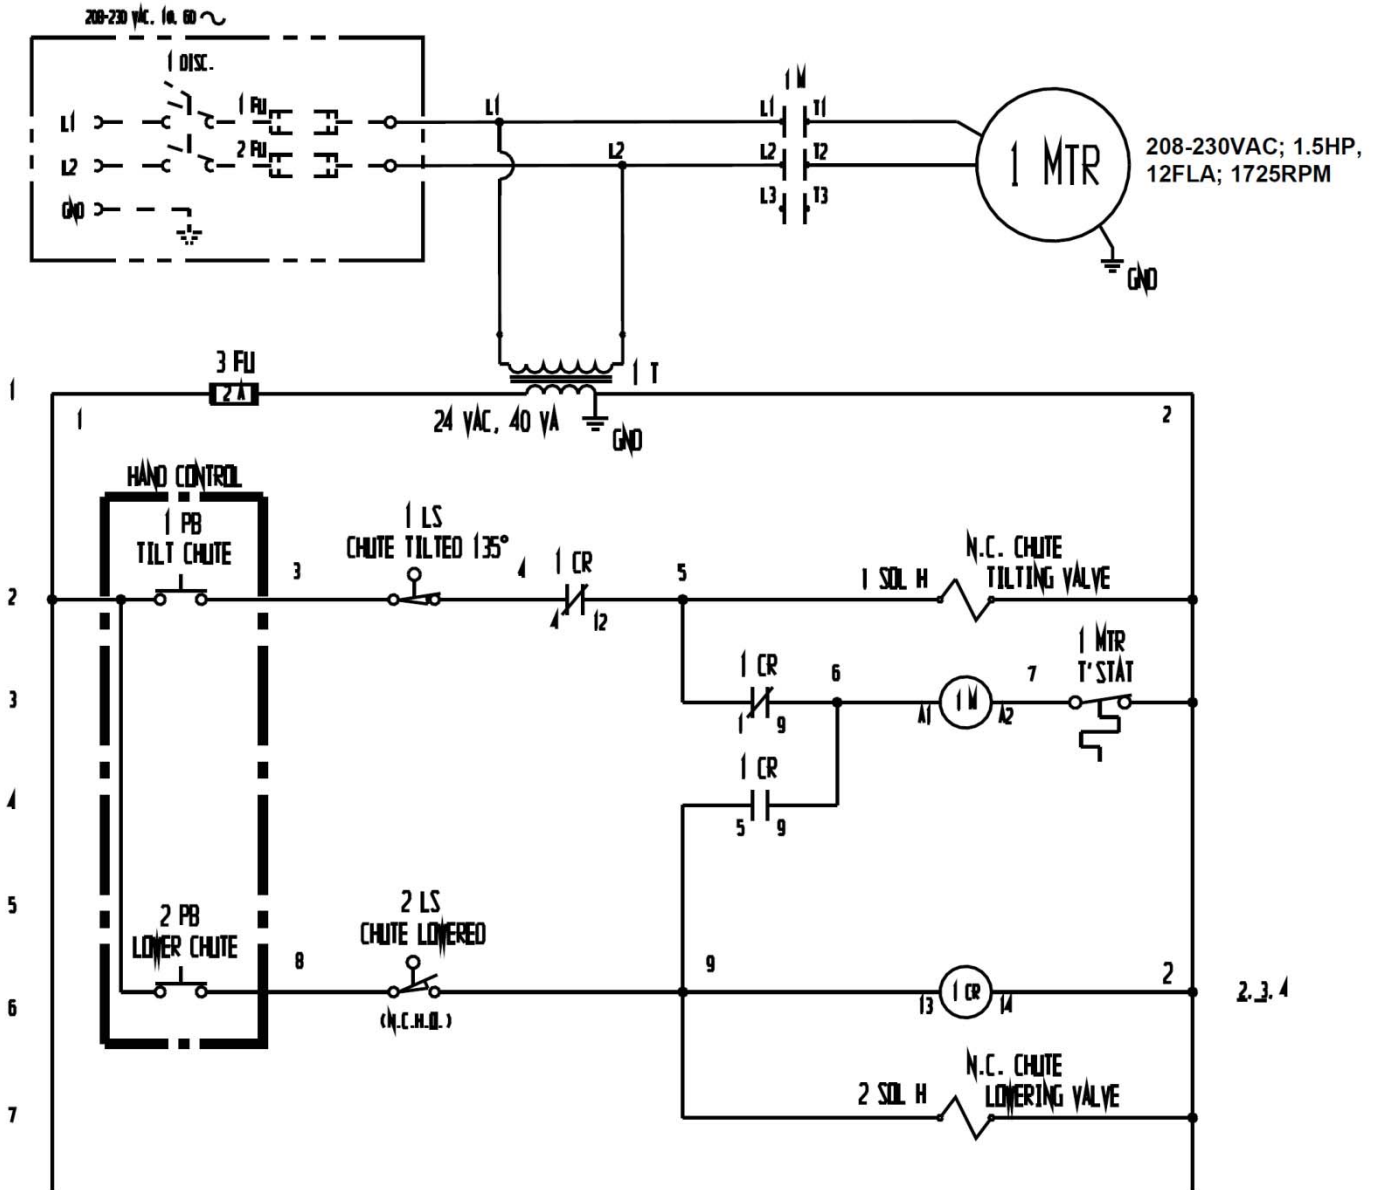 208-230 VAC. 1Ø. 60
1 DISC.
L1
1 FU
L2
2 FU
GND
L1
L2
1 M
L1 T1
L2 T2
L3 T3
1 MTR
208-230VAC; 1.5HP,
12FLA; 1725RPM
GND
3 FU
2 A
1 T
24 VAC, 40 VA
GND
1
1
2
HAND CONTROL
1 PB
TILT CHUTE
3
1 LS
CHUTE TILTED 135°
4
1 CR
4 12
5
1 SOL H
N.C. CHUTE
TILTING VALVE
2
1 CR
1 9
6
A1 1 M A2
7
1 MTR
T'STAT
3
1 CR
5 9
4
5
2 PB
LOWER CHUTE
8
2 LS
CHUTE LOWERED
(N.C.H.O.)
9
13 1 CR 14
2
2, 3, 4
6
2 SOL H
N.C. CHUTE
LOWERING VALVE
7